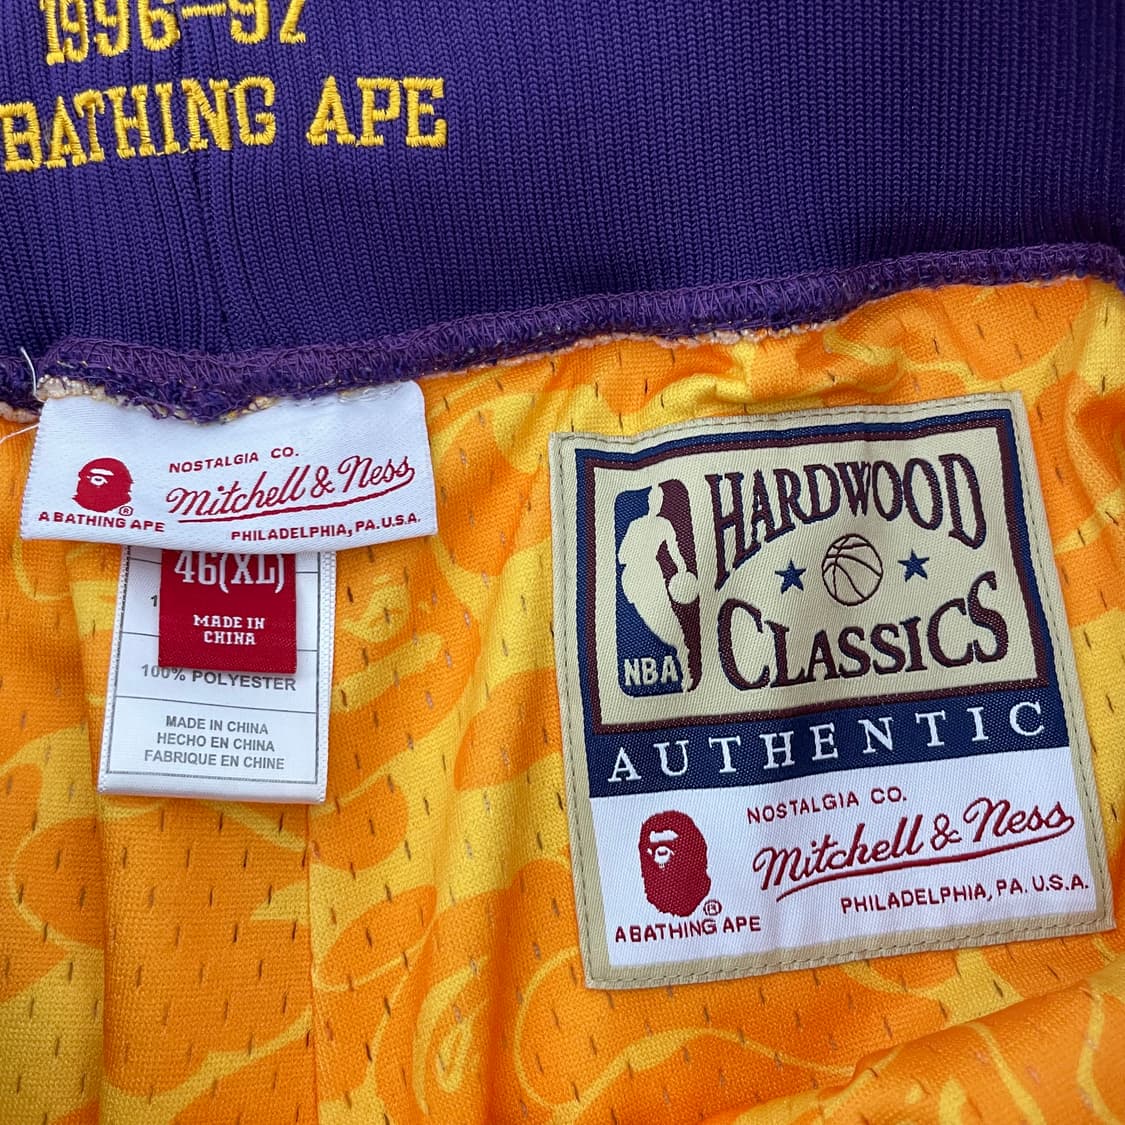 1996-97
BATHING APE
NOSTALGIA CO.
Mitchell & Ness
PHILADELPHIA, PA. U.S.A.
A BATHING APE
®
46(XL)
MADE IN
CHINA
1
100% POLYESTER
MADE IN CHINA
HECHO EN CHINA
FABRIQUE EN CHINE
HARDWOOD
CLASSICS
NBA
AUTHENTIC
NOSTALGIA CO.
Mitchell & Ness
PHILADELPHIA, PA. U.S.A.
®
A BATHING APE